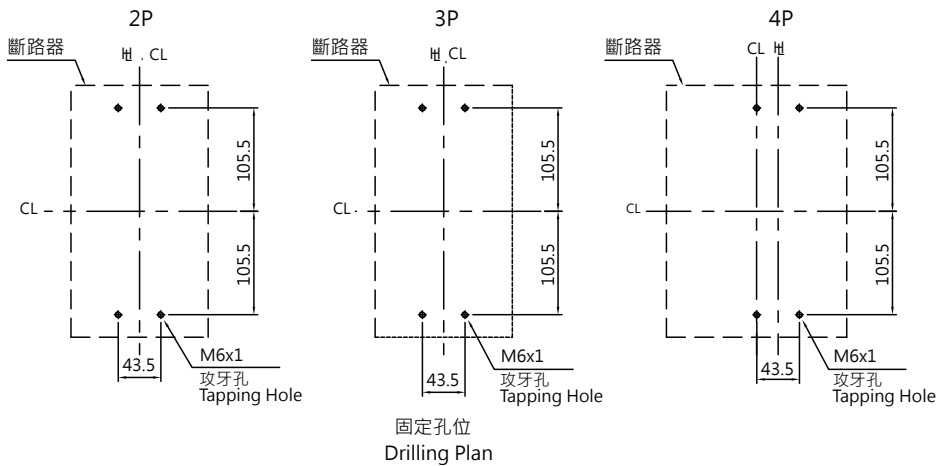 2P
斷路器
HL . CL
105.5
CL
105.5
43.5
M6x1
攻牙孔
Tapping Hole
3P
斷路器
HL . CL
105.5
CL
105.5
43.5
M6x1
攻牙孔
Tapping Hole
4P
斷路器
CL
HL
105.5
CL
105.5
43.5
M6x1
攻牙孔
Tapping Hole
固定孔位
Drilling Plan